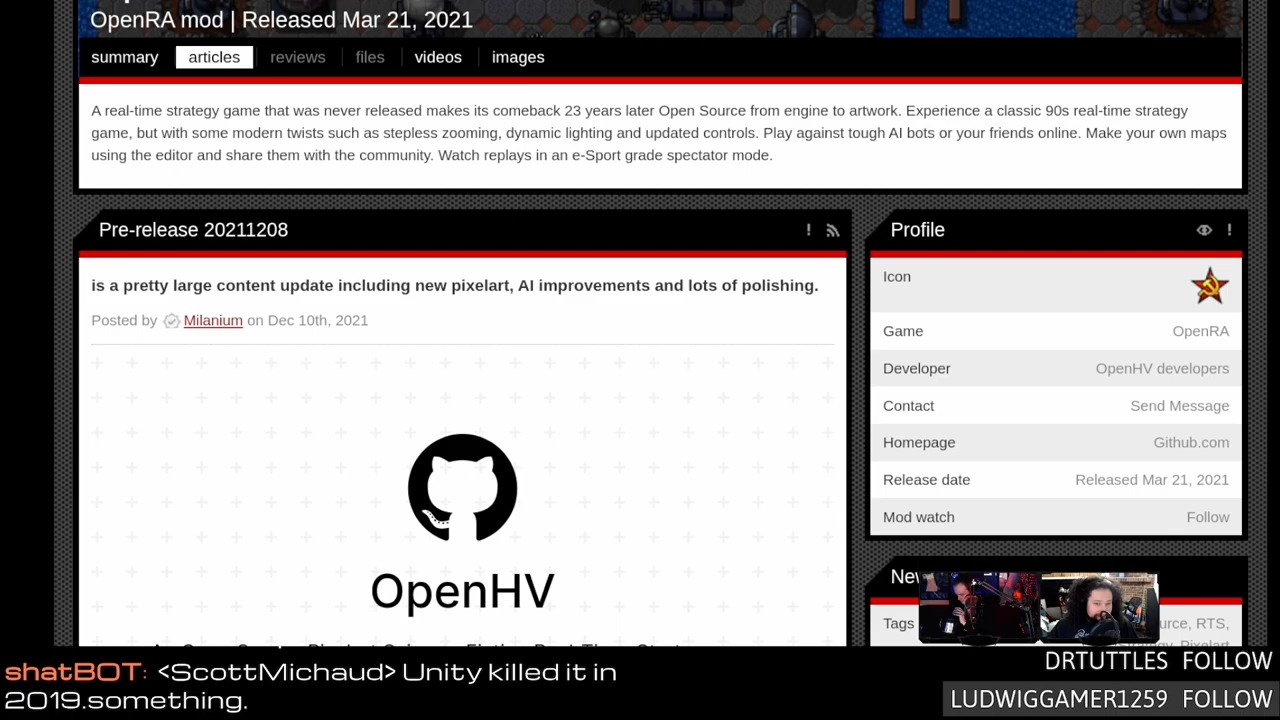 OpenRA mod | Released Mar 21, 2021
summary articles reviews files videos images
A real-time strategy game that was never released makes its comeback 23 years later Open Source from engine to artwork. Experience a classic 90s real-time strategy
game, but with some modern twists such as stepless zooming, dynamic lighting and updated controls. Play against tough AI bots or your friends online. Make your own maps
using the editor and share them with the community. Watch replays in an e-Sport grade spectator mode.
Pre-release 20211208
is a pretty large content update including new pixelart, AI improvements and lots of polishing.
Posted by Milanium on Dec 10th, 2021
OpenHV
Profile
Icon
Game OpenRA
Developer OpenHV developers
Contact Send Message
Homepage Github.com
Release date Released Mar 21, 2021
Mod watch Follow
Tags RTS,
shatBOT: <ScottMichaud> Unity killed it in
2019.something.
DRTUTTLES FOLLOW
LUDWIGGAMER1259 FOLLOW